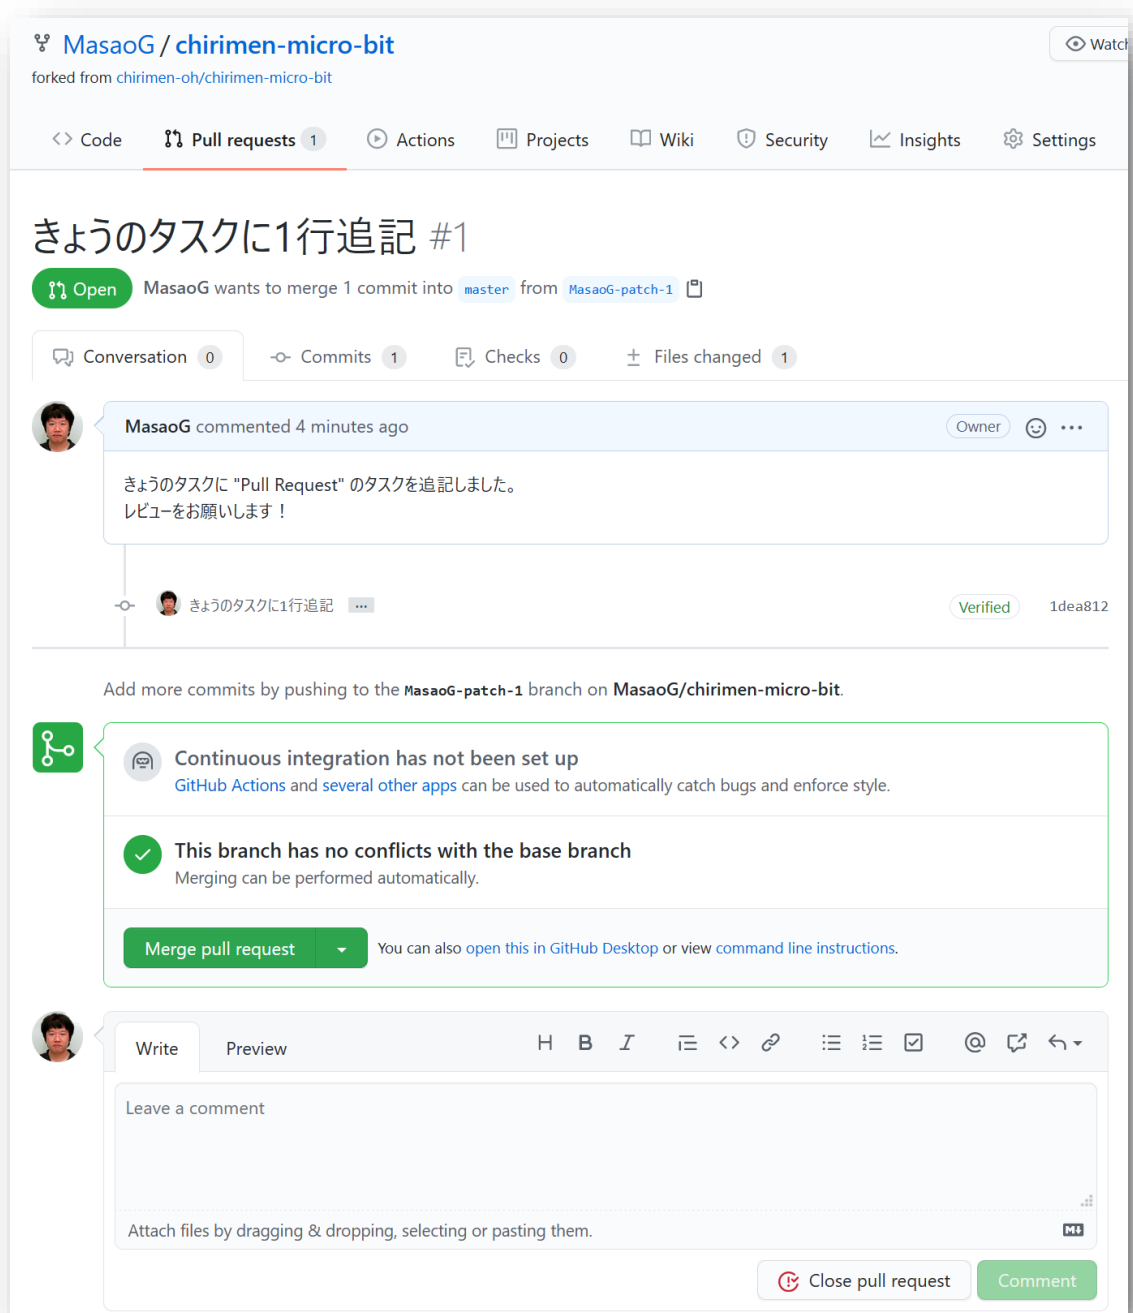 MasaoG / chirimen-micro-bit
Watch
forked from chirimen-oh/chirimen-micro-bit
Code Pull requests 1 Actions Projects Wiki Security Insights Settings
きょうのタスクに1行追記 #1
Open MasaoG wants to merge 1 commit into master from MasaoG-patch-1
Conversation 0 Commits 1 Checks 0 Files changed 1
MasaoG commented 4 minutes ago Owner
きょうのタスクに "Pull Request" のタスクを追記しました。
レビューをお願いします！
きょうのタスクに1行追記 … Verified 1dea812
Add more commits by pushing to the MasaoG-patch-1 branch on MasaoG/chirimen-micro-bit.
Continuous integration has not been set up
GitHub Actions and several other apps can be used to automatically catch bugs and enforce style.
This branch has no conflicts with the base branch
Merging can be performed automatically.
Merge pull request You can also open this in GitHub Desktop or view command line instructions.
Write Preview
Leave a comment
Attach files by dragging & dropping, selecting or pasting them.
Close pull request Comment